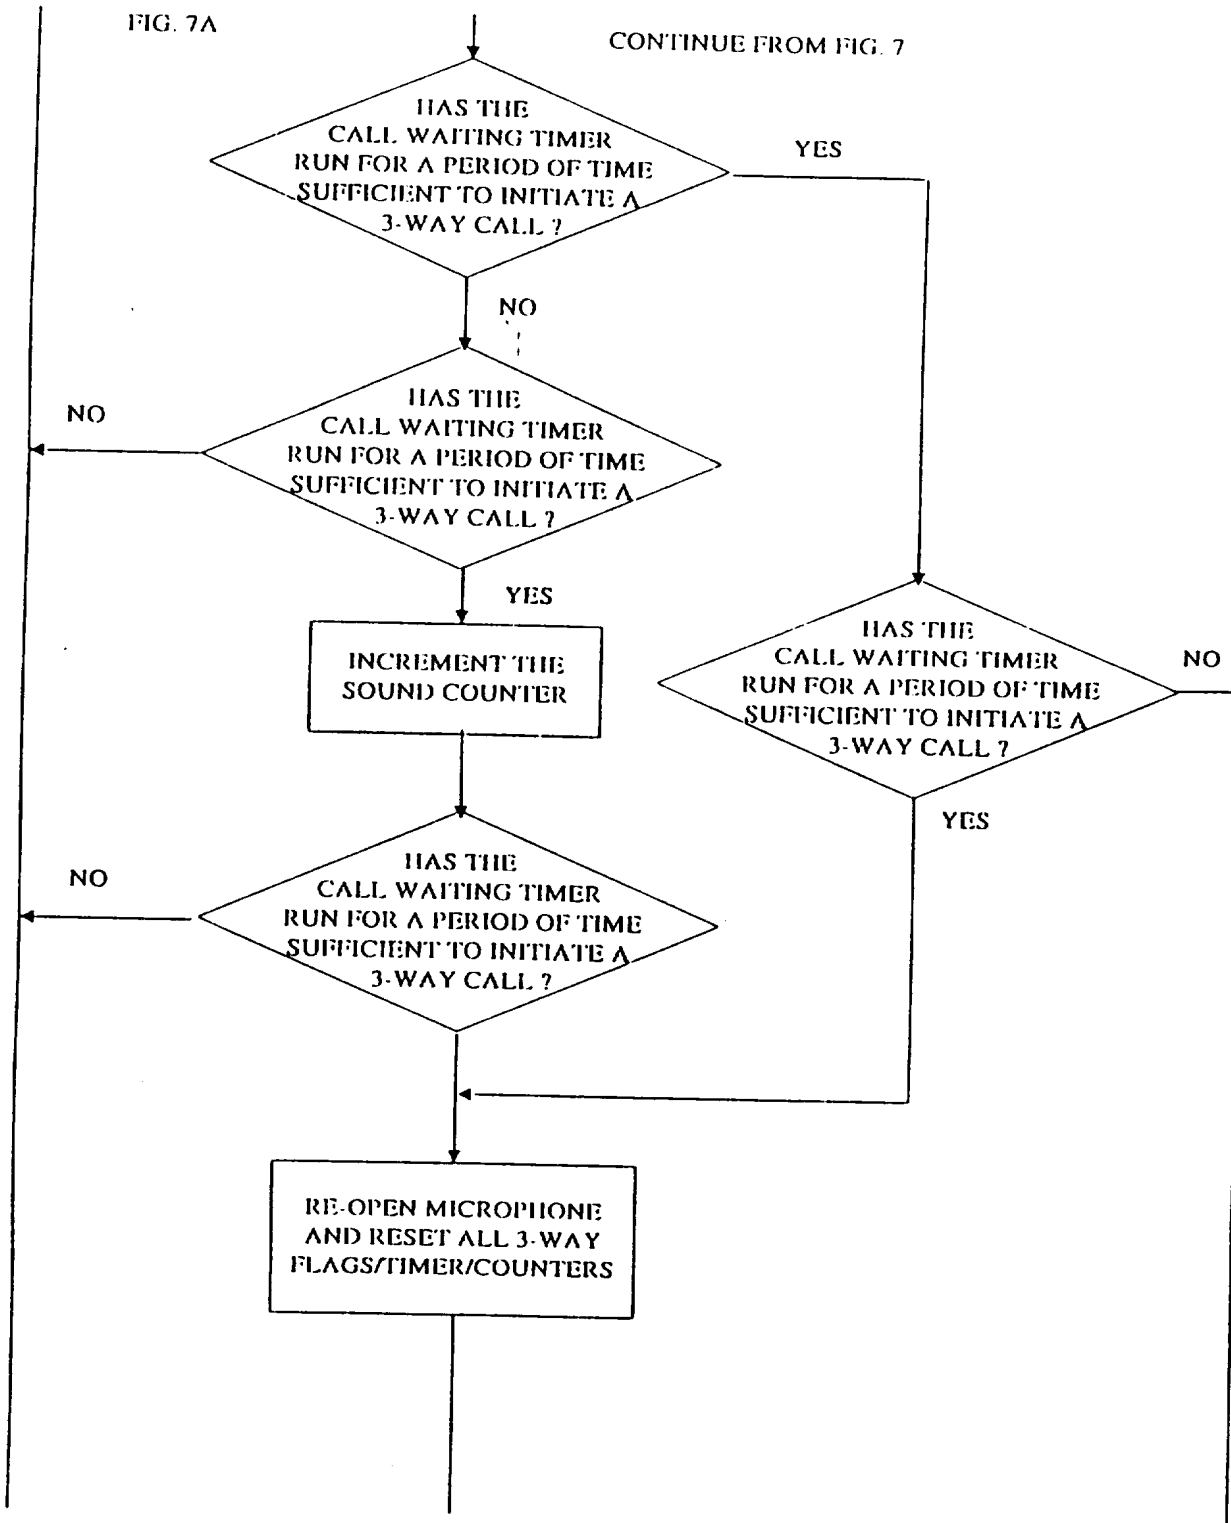 FIG. 7A
CONTINUE FROM FIG. 7
HAS THE
CALL WAITING TIMER
RUN FOR A PERIOD OF TIME
SUFFICIENT TO INITIATE A
3-WAY CALL ?
YES
NO
HAS THE
CALL WAITING TIMER
RUN FOR A PERIOD OF TIME
SUFFICIENT TO INITIATE A
3-WAY CALL ?
NO
YES
INCREMENT THE
SOUND COUNTER
HAS THE
CALL WAITING TIMER
RUN FOR A PERIOD OF TIME
SUFFICIENT TO INITIATE A
3-WAY CALL ?
NO
YES
HAS THE
CALL WAITING TIMER
RUN FOR A PERIOD OF TIME
SUFFICIENT TO INITIATE A
3-WAY CALL ?
NO
RE-OPEN MICROPHONE
AND RESET ALL 3-WAY
FLAGS/TIMER/COUNTERS